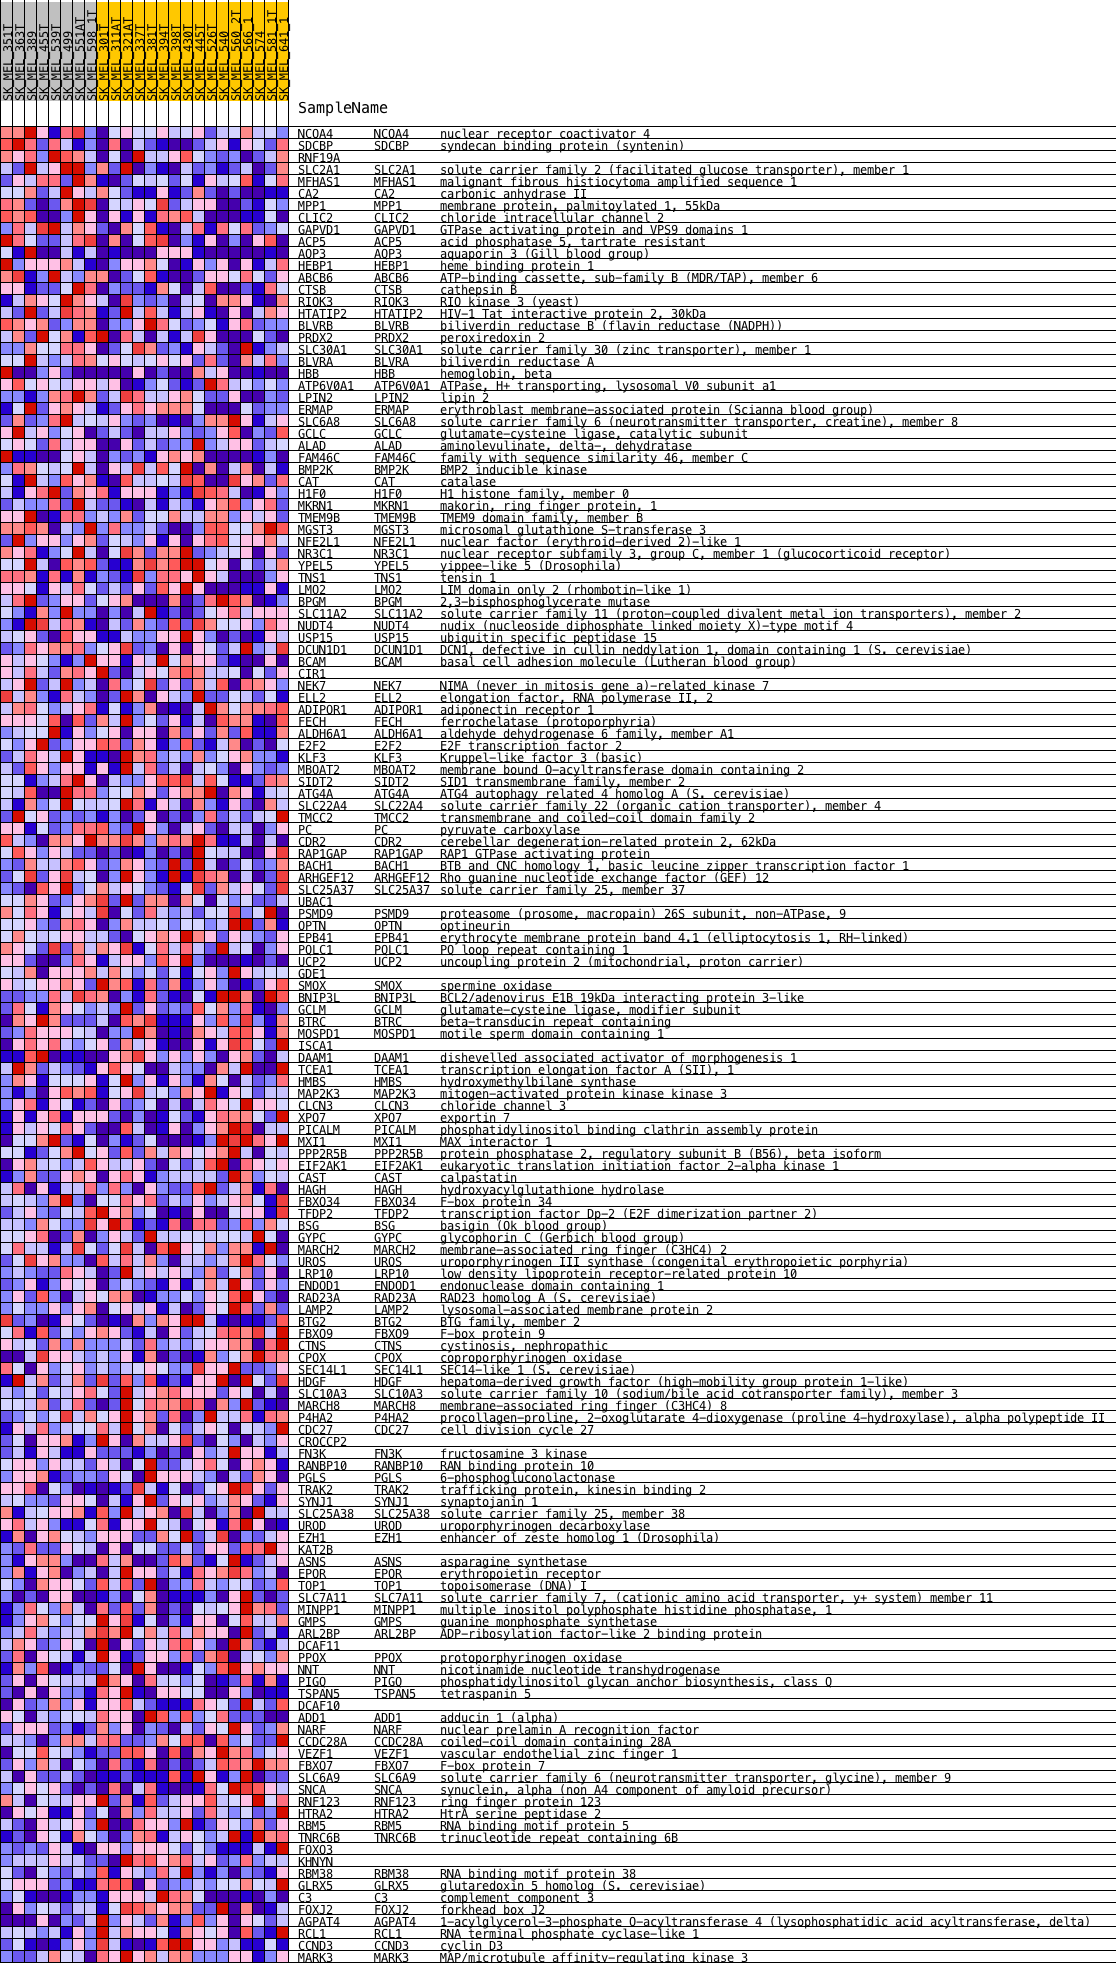 SK_MEL_351T
SK_MEL_363T
SK_MEL_389
SK_MEL_455T
SK_MEL_539T
SK_MEL_499
SK_MEL_551AT
SK_MEL_598_1T
SK_MEL_301T
SK_MEL_311AT
SK_MEL_321AT
SK_MEL_337T
SK_MEL_381T
SK_MEL_394T
SK_MEL_398T
SK_MEL_430T
SK_MEL_445T
SK_MEL_526T
SK_MEL_540
SK_MEL_560_2T
SK_MEL_566_1
SK_MEL_574
SK_MEL_581_1T
SK_MEL_641_1
SampleName
NCOA4 NCOA4 nuclear receptor coactivator 4
SDCBP SDCBP syndecan binding protein (syntenin)
RNF19A
SLC2A1 SLC2A1 solute carrier family 2 (facilitated glucose transporter), member 1
MFHAS1 MFHAS1 malignant fibrous histiocytoma amplified sequence 1
CA2 CA2 carbonic anhydrase II
MPP1 MPP1 membrane protein, palmitoylated 1, 55kDa
CLIC2 CLIC2 chloride intracellular channel 2
GAPVD1 GAPVD1 GTPase activating protein and VPS9 domains 1
ACP5 ACP5 acid phosphatase 5, tartrate resistant
AQP3 AQP3 aquaporin 3 (Gill blood group)
HEBP1 HEBP1 heme binding protein 1
ABCB6 ABCB6 ATP-binding cassette, sub-family B (MDR/TAP), member 6
CTSB CTSB cathepsin B
RIOK3 RIOK3 RIO kinase 3 (yeast)
HTATIP2 HTATIP2 HIV-1 Tat interactive protein 2, 30kDa
BLVRB BLVRB biliverdin reductase B (flavin reductase (NADPH))
PRDX2 PRDX2 peroxiredoxin 2
SLC30A1 SLC30A1 solute carrier family 30 (zinc transporter), member 1
BLVRA BLVRA biliverdin reductase A
HBB HBB hemoglobin, beta
ATP6V0A1 ATP6V0A1 ATPase, H+ transporting, lysosomal V0 subunit a1
LPIN2 LPIN2 lipin 2
ERMAP ERMAP erythroblast membrane-associated protein (Scianna blood group)
SLC6A8 SLC6A8 solute carrier family 6 (neurotransmitter transporter, creatine), member 8
GCLC GCLC glutamate-cysteine ligase, catalytic subunit
ALAD ALAD aminolevulinate, delta-, dehydratase
FAM46C FAM46C family with sequence similarity 46, member C
BMP2K BMP2K BMP2 inducible kinase
CAT CAT catalase
H1F0 H1F0 H1 histone family, member 0
MKRN1 MKRN1 makorin, ring finger protein, 1
TMEM9B TMEM9B TMEM9 domain family, member B
MGST3 MGST3 microsomal glutathione S-transferase 3
NFE2L1 NFE2L1 nuclear factor (erythroid-derived 2)-like 1
NR3C1 NR3C1 nuclear receptor subfamily 3, group C, member 1 (glucocorticoid receptor)
YPEL5 YPEL5 yippee-like 5 (Drosophila)
TNS1 TNS1 tensin 1
LMO2 LMO2 LIM domain only 2 (rhombotin-like 1)
BPGM BPGM 2,3-bisphosphoglycerate mutase
SLC11A2 SLC11A2 solute carrier family 11 (proton-coupled divalent metal ion transporters), member 2
NUDT4 NUDT4 nudix (nucleoside diphosphate linked moiety X)-type motif 4
USP15 USP15 ubiquitin specific peptidase 15
DCUN1D1 DCUN1D1 DCN1, defective in cullin neddylation 1, domain containing 1 (S. cerevisiae)
BCAM BCAM basal cell adhesion molecule (Lutheran blood group)
CIR1
NEK7 NEK7 NIMA (never in mitosis gene a)-related kinase 7
ELL2 ELL2 elongation factor, RNA polymerase II, 2
ADIPOR1 ADIPOR1 adiponectin receptor 1
FECH FECH ferrochelatase (protoporphyria)
ALDH6A1 ALDH6A1 aldehyde dehydrogenase 6 family, member A1
E2F2 E2F2 E2F transcription factor 2
KLF3 KLF3 Kruppel-like factor 3 (basic)
MBOAT2 MBOAT2 membrane bound O-acyltransferase domain containing 2
SIDT2 SIDT2 SID1 transmembrane family, member 2
ATG4A ATG4A ATG4 autophagy related 4 homolog A (S. cerevisiae)
SLC22A4 SLC22A4 solute carrier family 22 (organic cation transporter), member 4
TMCC2 TMCC2 transmembrane and coiled-coil domain family 2
PC PC pyruvate carboxylase
CDR2 CDR2 cerebellar degeneration-related protein 2, 62kDa
RAP1GAP RAP1GAP RAP1 GTPase activating protein
BACH1 BACH1 BTB and CNC homology 1, basic leucine zipper transcription factor 1
ARHGEF12 ARHGEF12 Rho guanine nucleotide exchange factor (GEF) 12
SLC25A37 SLC25A37 solute carrier family 25, member 37
UBAC1
PSMD9 PSMD9 proteasome (prosome, macropain) 26S subunit, non-ATPase, 9
OPTN OPTN optineurin
EPB41 EPB41 erythrocyte membrane protein band 4.1 (elliptocytosis 1, RH-linked)
POLC1 POLC1 PO loop repeat containing 1
UCP2 UCP2 uncoupling protein 2 (mitochondrial, proton carrier)
GDE1
SMOX SMOX spermine oxidase
BNIP3L BNIP3L BCL2/adenovirus E1B 19kDa interacting protein 3-like
GCLM GCLM glutamate-cysteine ligase, modifier subunit
BTRC BTRC beta-transducin repeat containing
MOSPD1 MOSPD1 motile sperm domain containing 1
ISCA1
DAAM1 DAAM1 dishevelled associated activator of morphogenesis 1
TCEA1 TCEA1 transcription elongation factor A (SII), 1
HMBS HMBS hydroxymethylbilane synthase
MAP2K3 MAP2K3 mitogen-activated protein kinase kinase 3
CLCN3 CLCN3 chloride channel 3
XPO7 XPO7 exportin 7
PICALM PICALM phosphatidylinositol binding clathrin assembly protein
MXI1 MXI1 MAX interactor 1
PPP2R5B PPP2R5B protein phosphatase 2, regulatory subunit B (B56), beta isoform
EIF2AK1 EIF2AK1 eukaryotic translation initiation factor 2-alpha kinase 1
CAST CAST calpastatin
HAGH HAGH hydroxyacylglutathione hydrolase
FBXO34 FBXO34 F-box protein 34
TFDP2 TFDP2 transcription factor Dp-2 (E2F dimerization partner 2)
BSG BSG basigin (Ok blood group)
GYPC GYPC glycophorin C (Gerbich blood group)
MARCH2 MARCH2 membrane-associated ring finger (C3HC4) 2
UROS UROS uroporphyrinogen III synthase (congenital erythropoietic porphyria)
LRP10 LRP10 low density lipoprotein receptor-related protein 10
ENDOD1 ENDOD1 endonuclease domain containing 1
RAD23A RAD23A RAD23 homolog A (S. cerevisiae)
LAMP2 LAMP2 lysosomal-associated membrane protein 2
BTG2 BTG2 BTG family, member 2
FBXO9 FBXO9 F-box protein 9
CTNS CTNS cystinosis, nephropathic
CPOX CPOX coproporphyrinogen oxidase
SEC14L1 SEC14L1 SEC14-like 1 (S. cerevisiae)
HDGF HDGF hepatoma-derived growth factor (high-mobility group protein 1-like)
SLC10A3 SLC10A3 solute carrier family 10 (sodium/bile acid cotransporter family), member 3
MARCH8 MARCH8 membrane-associated ring finger (C3HC4) 8
P4HA2 P4HA2 procollagen-proline, 2-oxoglutarate 4-dioxygenase (proline 4-hydroxylase), alpha polypeptide II
CDC27 CDC27 cell division cycle 27
CROCCP2
FN3K FN3K fructosamine 3 kinase
RANBP10 RANBP10 RAN binding protein 10
PGLS PGLS 6-phosphogluconolactonase
TRAK2 TRAK2 trafficking protein, kinesin binding 2
SYNJ1 SYNJ1 synaptojanin 1
SLC25A38 SLC25A38 solute carrier family 25, member 38
UROD UROD uroporphyrinogen decarboxylase
EZH1 EZH1 enhancer of zeste homolog 1 (Drosophila)
KAT2B
ASNS ASNS asparagine synthetase
EPOR EPOR erythropoietin receptor
TOP1 TOP1 topoisomerase (DNA) I
SLC7A11 SLC7A11 solute carrier family 7, (cationic amino acid transporter, y+ system) member 11
MINPP1 MINPP1 multiple inositol polyphosphate histidine phosphatase, 1
GMPS GMPS guanine monphosphate synthetase
ARL2BP ARL2BP ADP-ribosylation factor-like 2 binding protein
DCAF11
PPOX PPOX protoporphyrinogen oxidase
NNT NNT nicotinamide nucleotide transhydrogenase
PIGQ PIGQ phosphatidylinositol glycan anchor biosynthesis, class Q
TSPAN5 TSPAN5 tetraspanin 5
DCAF10
ADD1 ADD1 adducin 1 (alpha)
NARF NARF nuclear prelamin A recognition factor
CCDC28A CCDC28A coiled-coil domain containing 28A
VEZF1 VEZF1 vascular endothelial zinc finger 1
FBXO7 FBXO7 F-box protein 7
SLC6A9 SLC6A9 solute carrier family 6 (neurotransmitter transporter, glycine), member 9
SNCA SNCA synuclein, alpha (non A4 component of amyloid precursor)
RNF123 RNF123 ring finger protein 123
HTRA2 HTRA2 HtrA serine peptidase 2
RBM5 RBM5 RNA binding motif protein 5
TNRC6B TNRC6B trinucleotide repeat containing 6B
FOXO3
KHNYN
RBM38 RBM38 RNA binding motif protein 38
GLRX5 GLRX5 glutaredoxin 5 homolog (S. cerevisiae)
C3 C3 complement component 3
FOXJ2 FOXJ2 forkhead box J2
AGPAT4 AGPAT4 1-acylglycerol-3-phosphate O-acyltransferase 4 (lysophosphatidic acid acyltransferase, delta)
RCL1 RCL1 RNA terminal phosphate cyclase-like 1
CCND3 CCND3 cyclin D3
MARK3 MARK3 MAP/microtubule affinity-regulating kinase 3